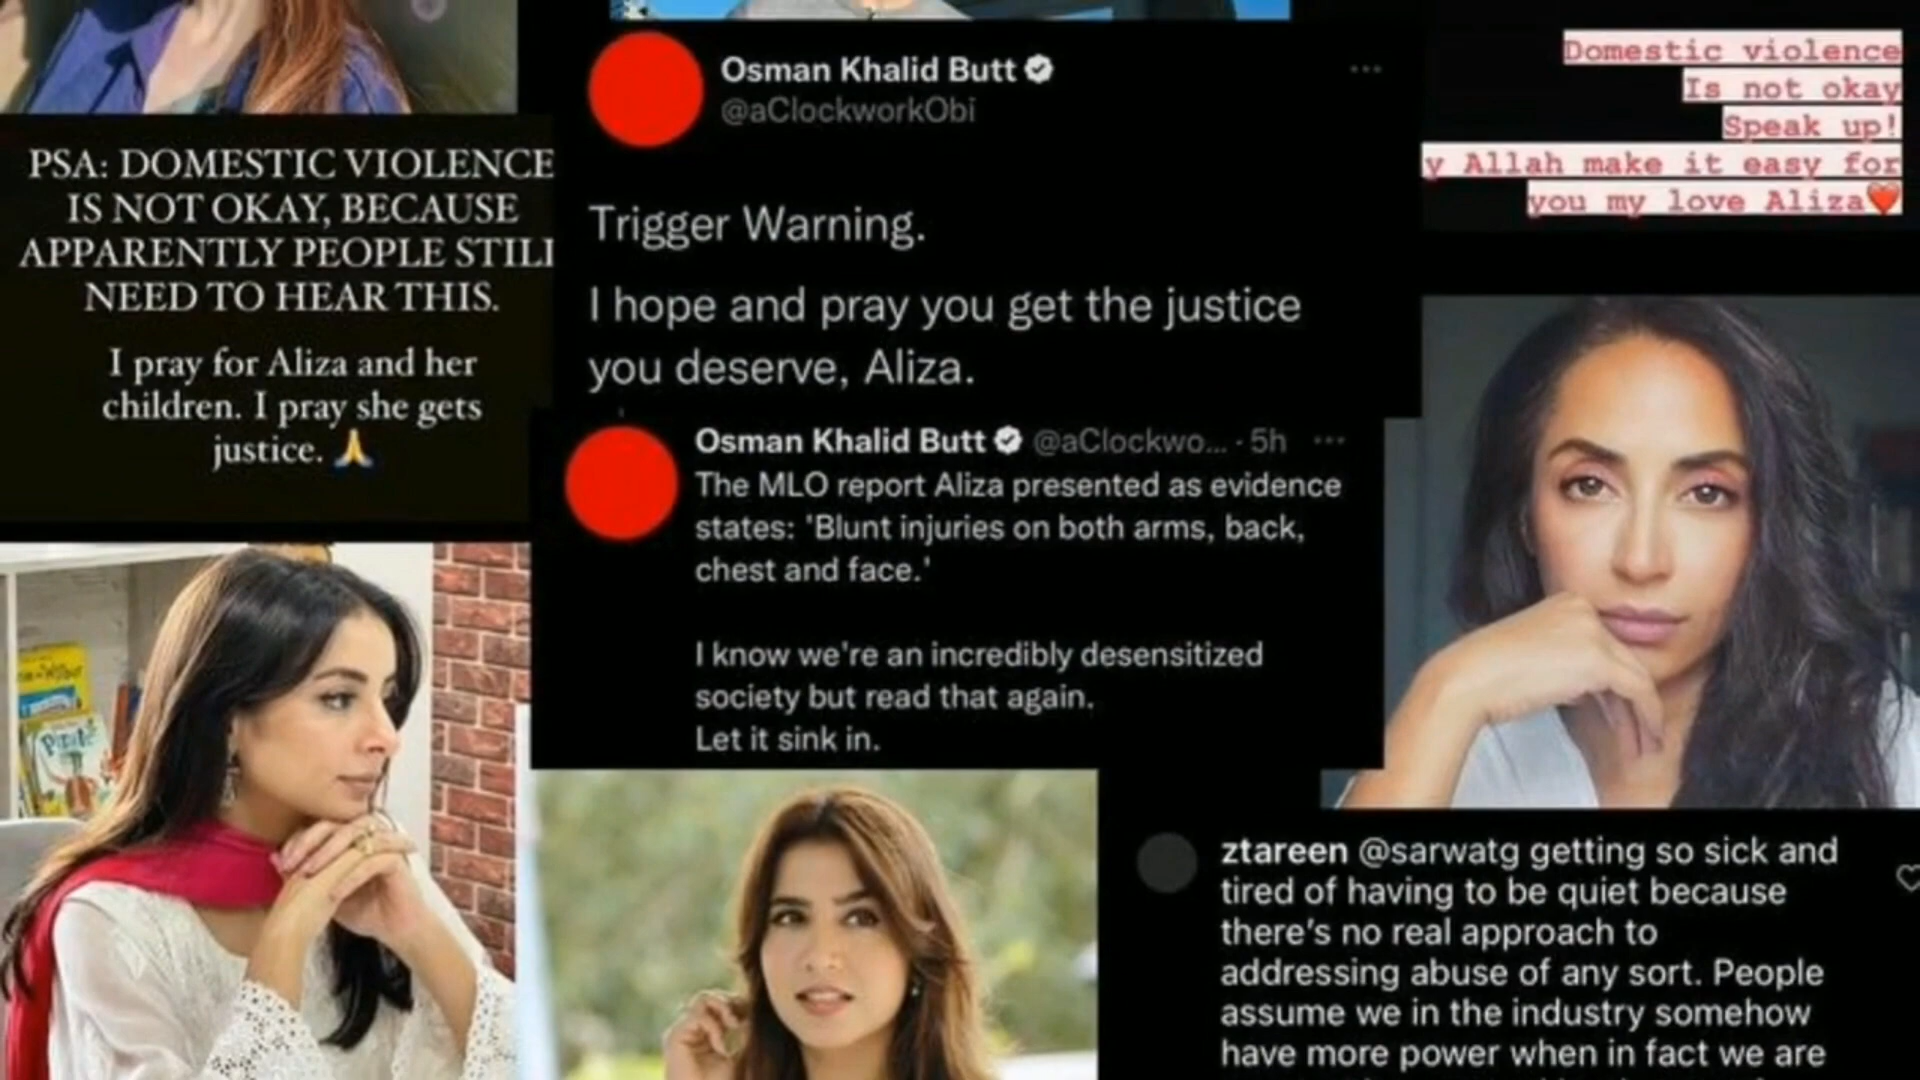 PSA: DOMESTIC VIOLENCE
IS NOT OKAY, BECAUSE
APPARENTLY PEOPLE STILL
NEED TO HEAR THIS.
I pray for Aliza and her
children. I pray she gets
justice. 🙏
Osman Khalid Butt
@aClockworkObi
Trigger Warning.
I hope and pray you get the justice
you deserve, Aliza.
Osman Khalid Butt @aClockwo... · 5h
The MLO report Aliza presented as evidence
states: 'Blunt injuries on both arms, back,
chest and face.'
I know we're an incredibly desensitized
society but read that again.
Let it sink in.
Domestic violence
Is not okay
Speak up!
y Allah make it easy for
you my love Aliza❤️
ztareen @sarwatg getting so sick and
tired of having to be quiet because
there's no real approach to
addressing abuse of any sort. People
assume we in the industry somehow
have more power when in fact we are